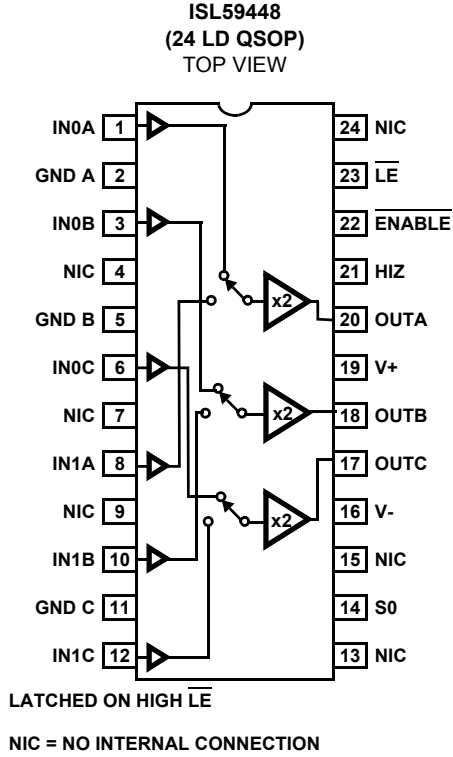 ISL59448
(24 LD QSOP)
TOP VIEW
IN0A 1
24 NIC
GND A 2
23 L̅E̅
IN0B 3
22 E̅N̅A̅B̅L̅E̅
NIC 4
21 HIZ
x2
GND B 5
20 OUTA
IN0C 6
19 V+
NIC 7
x2
18 OUTB
IN1A 8
17 OUTC
NIC 9
x2
16 V-
IN1B 10
15 NIC
GND C 11
14 S0
IN1C 12
13 NIC
LATCHED ON HIGH L̅E̅
NIC = NO INTERNAL CONNECTION